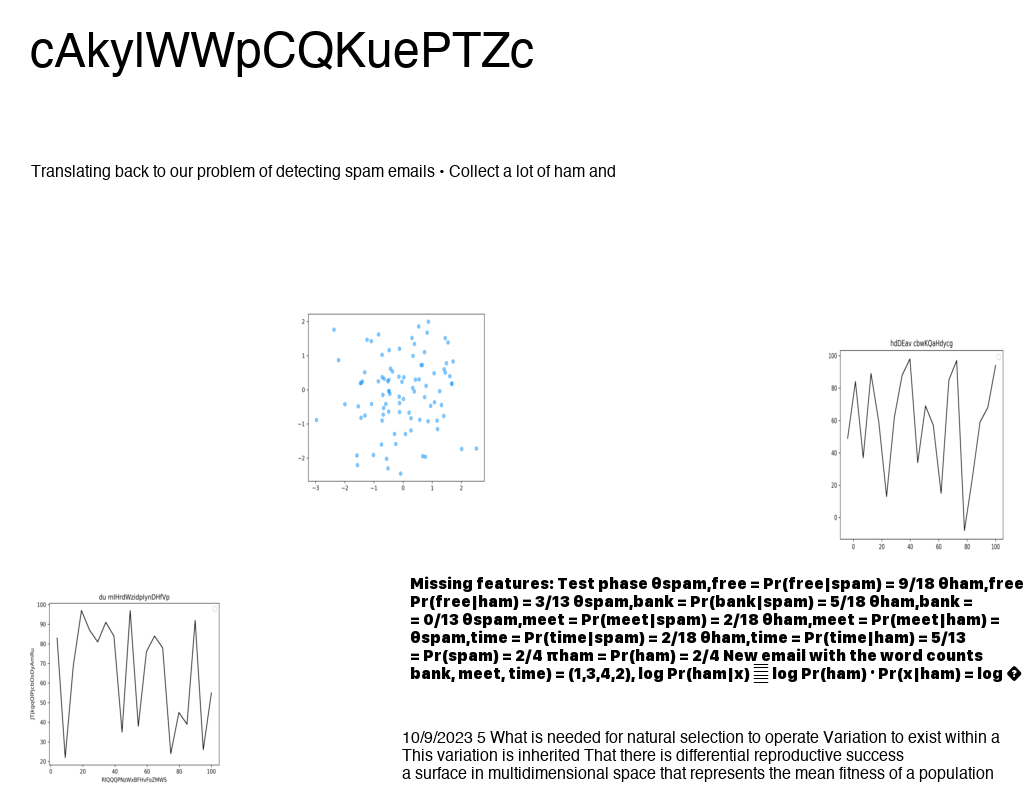 cAkylWWpCQKuePTZc
Translating back to our problem of detecting spam emails • Collect a lot of ham and
2
1
0
−1
−2
−3 −2 −1 0 1 2
hdDEav cbwKQaHdycg
100
80
60
40
20
0
0 20 40 60 80 100
Missing features: Test phase θspam,free = Pr(free|spam) = 9/18 θham,free
Pr(free|ham) = 3/13 θspam,bank = Pr(bank|spam) = 5/18 θham,bank =
= 0/13 θspam,meet = Pr(meet|spam) = 2/18 θham,meet = Pr(meet|ham) =
θspam,time = Pr(time|spam) = 2/18 θham,time = Pr(time|ham) = 5/13
= Pr(spam) = 2/4 πham = Pr(ham) = 2/4 New email with the word counts
bank, meet, time) = (1,3,4,2), log Pr(ham|x) log Pr(ham) · Pr(x|ham) = log �
du mIHrdWzidpIynDHfVp
100
90
80
70
60
50
40
30
20
0 20 40 60 80 100
10/9/2023 5 What is needed for natural selection to operate Variation to exist within a
This variation is inherited That there is differential reproductive success
a surface in multidimensional space that represents the mean fitness of a population